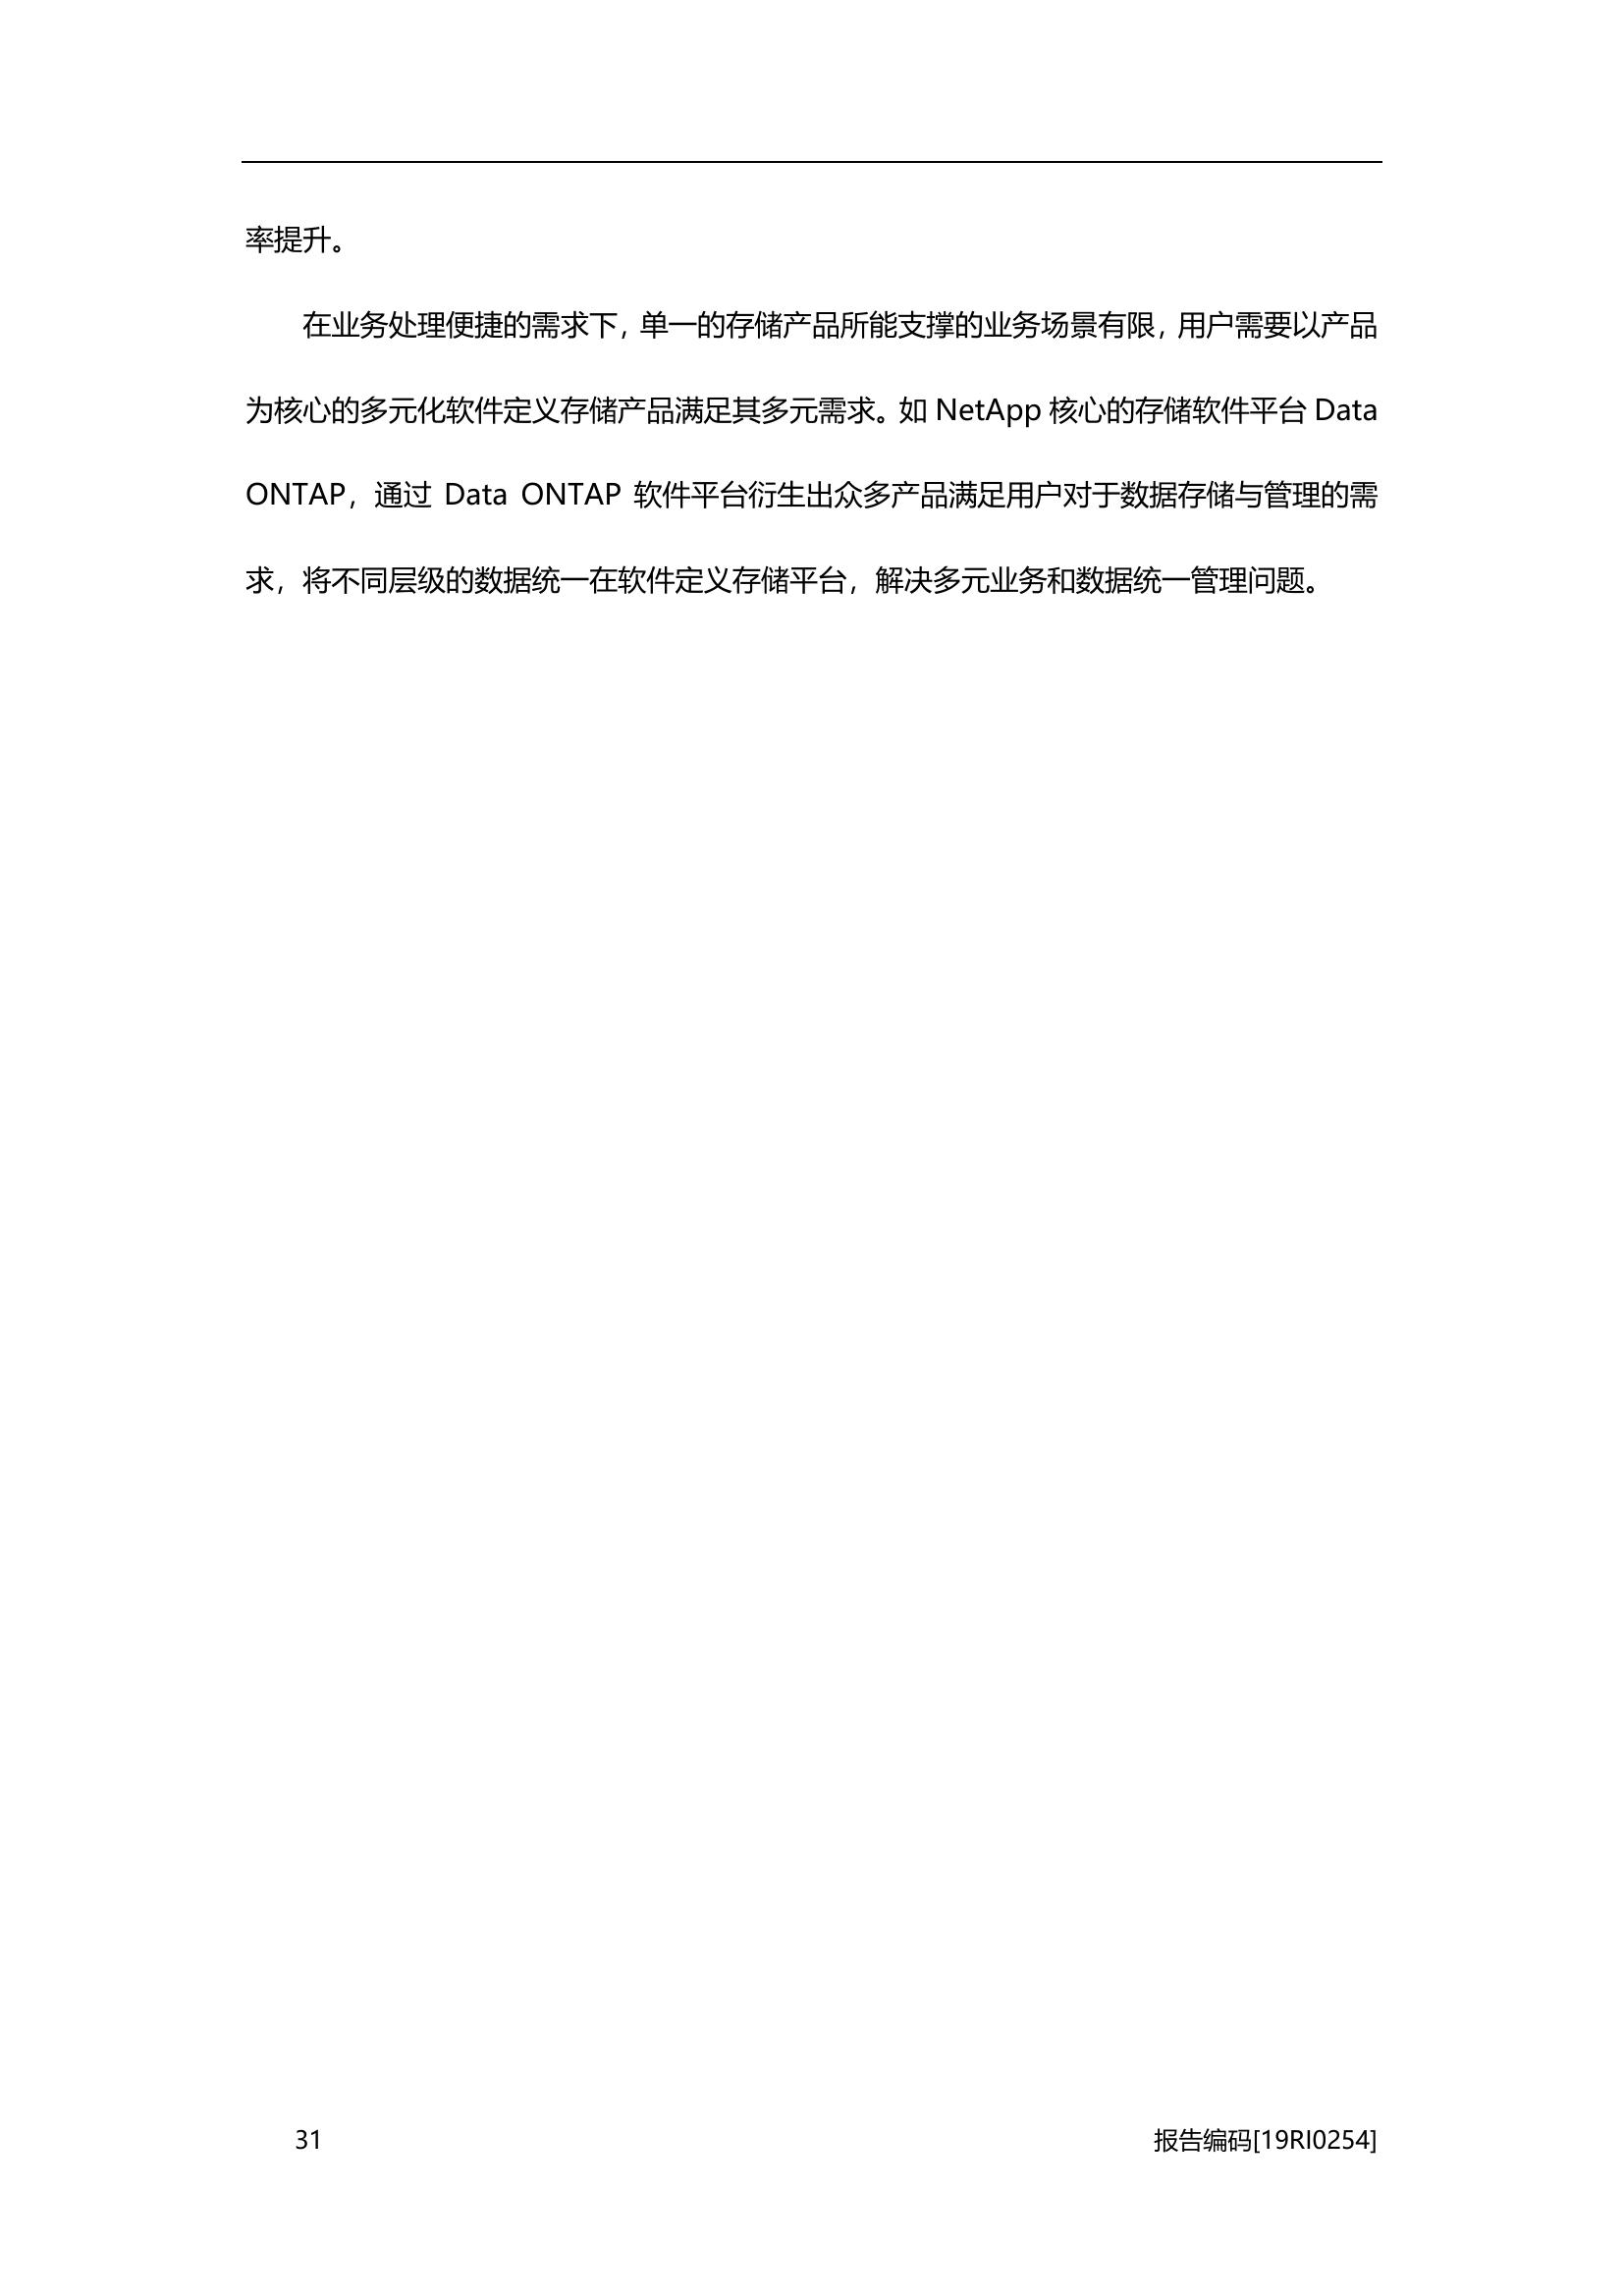 率提升。
在业务处理便捷的需求下，单一的存储产品所能支撑的业务场景有限，用户需要以产品
为核心的多元化软件定义存储产品满足其多元需求。如 NetApp 核心的存储软件平台 Data
ONTAP，通过 Data ONTAP 软件平台衍生出众多产品满足用户对于数据存储与管理的需
求，将不同层级的数据统一在软件定义存储平台，解决多元业务和数据统一管理问题。
31
报告编码[19RI0254]